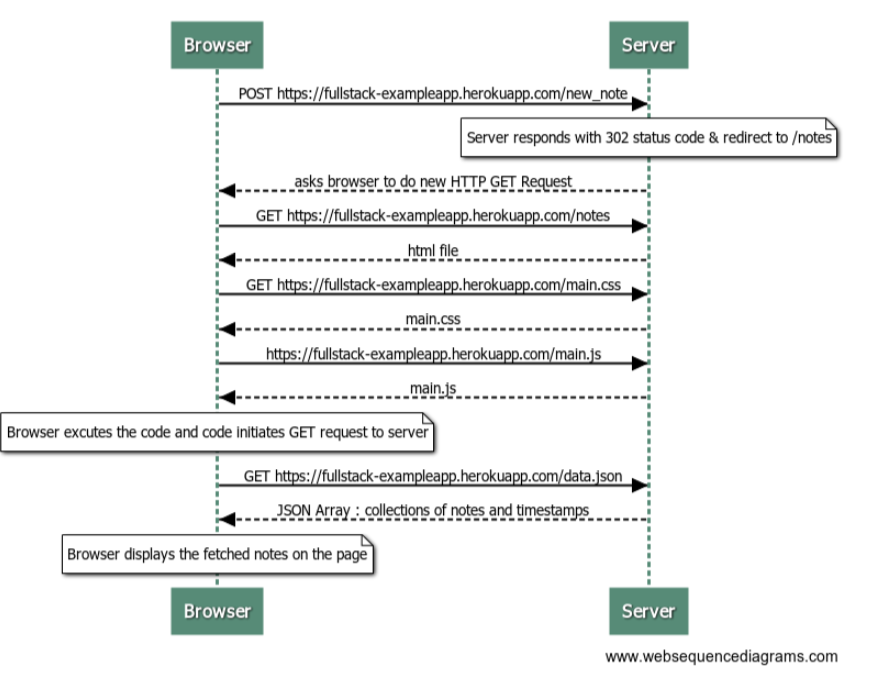 Browser
Server
POST https://fullstack-exampleapp.herokuapp.com/new_note
Server responds with 302 status code & redirect to /notes
asks browser to do new HTTP GET Request
GET https://fullstack-exampleapp.herokuapp.com/notes
html file
GET https://fullstack-exampleapp.herokuapp.com/main.css
main.css
https://fullstack-exampleapp.herokuapp.com/main.js
main.js
Browser excutes the code and code initiates GET request to server
GET https://fullstack-exampleapp.herokuapp.com/data.json
JSON Array : collections of notes and timestamps
Browser displays the fetched notes on the page
Browser
Server
www.websequencediagrams.com